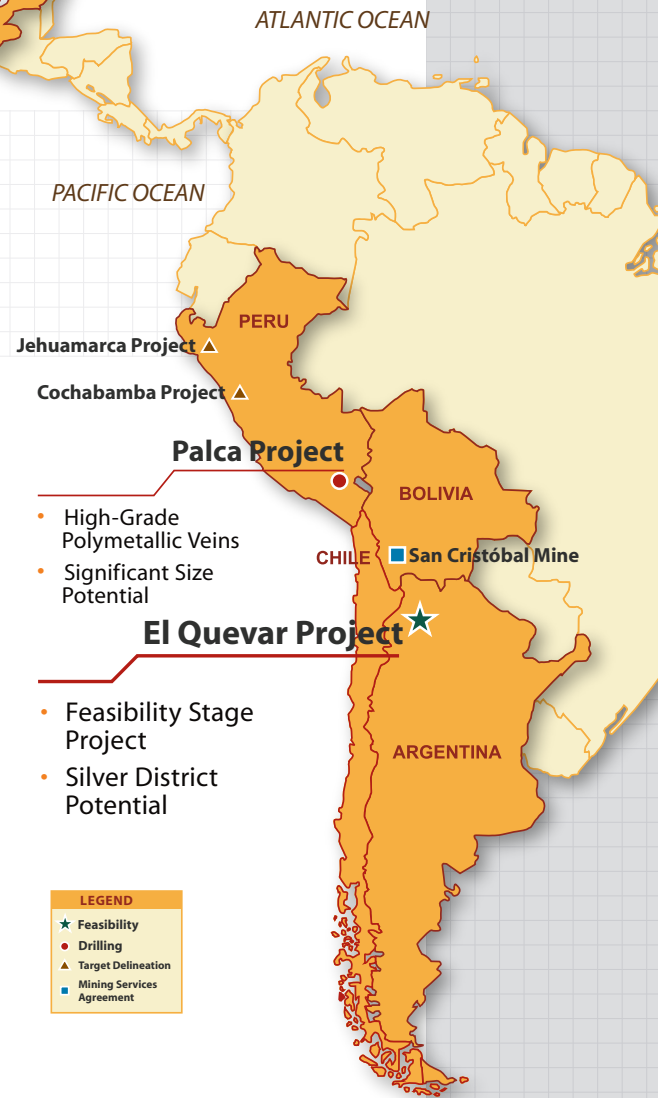 ATLANTIC OCEAN
PACIFIC OCEAN
PERU
Jehuamarca Project
Cochabamba Project
Palca Project
• High-Grade
Polymetallic Veins
• Significant Size
Potential
BOLIVIA
CHILE
San Cristóbal Mine
El Quevar Project
• Feasibility Stage
Project
• Silver District
Potential
ARGENTINA
LEGEND
Feasibility
Drilling
Target Delineation
Mining Services
Agreement